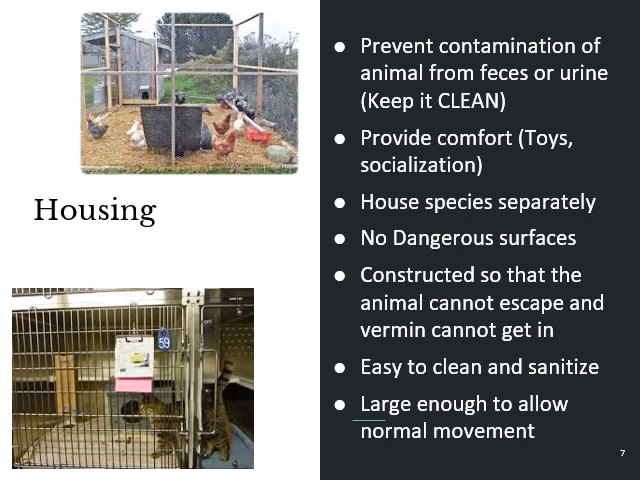 Housing
59
● Prevent contamination of
animal from feces or urine
(Keep it CLEAN)
● Provide comfort (Toys,
socialization)
● House species separately
● No Dangerous surfaces
● Constructed so that the
animal cannot escape and
vermin cannot get in
● Easy to clean and sanitize
● Large enough to allow
normal movement
7